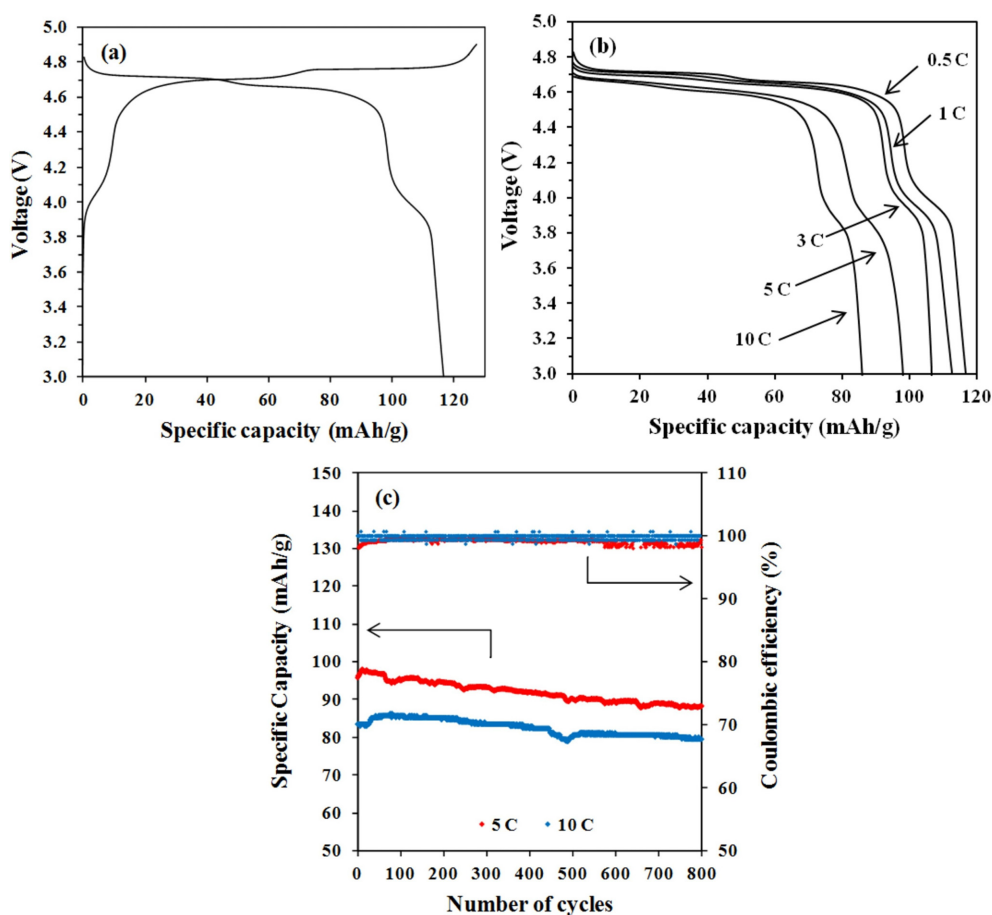 (a)
5.0
4.8
4.6
4.4
4.2
4.0
3.8
3.6
3.4
3.2
3.0
Voltage (V)
0 20 40 60 80 100 120
Specific capacity (mAh/g)
(b)
5.0
4.8
4.6
4.4
4.2
4.0
3.8
3.6
3.4
3.2
3.0
Voltage (V)
0.5 C
1 C
3 C
5 C
10 C
0 20 40 60 80 100 120
Specific capacity (mAh/g)
(c)
150
140
130
120
110
100
90
80
70
60
50
Specific Capacity (mAh/g)
110
100
90
80
70
60
50
Coulombic efficiency (%)
5 C 10 C
0 100 200 300 400 500 600 700 800
Number of cycles